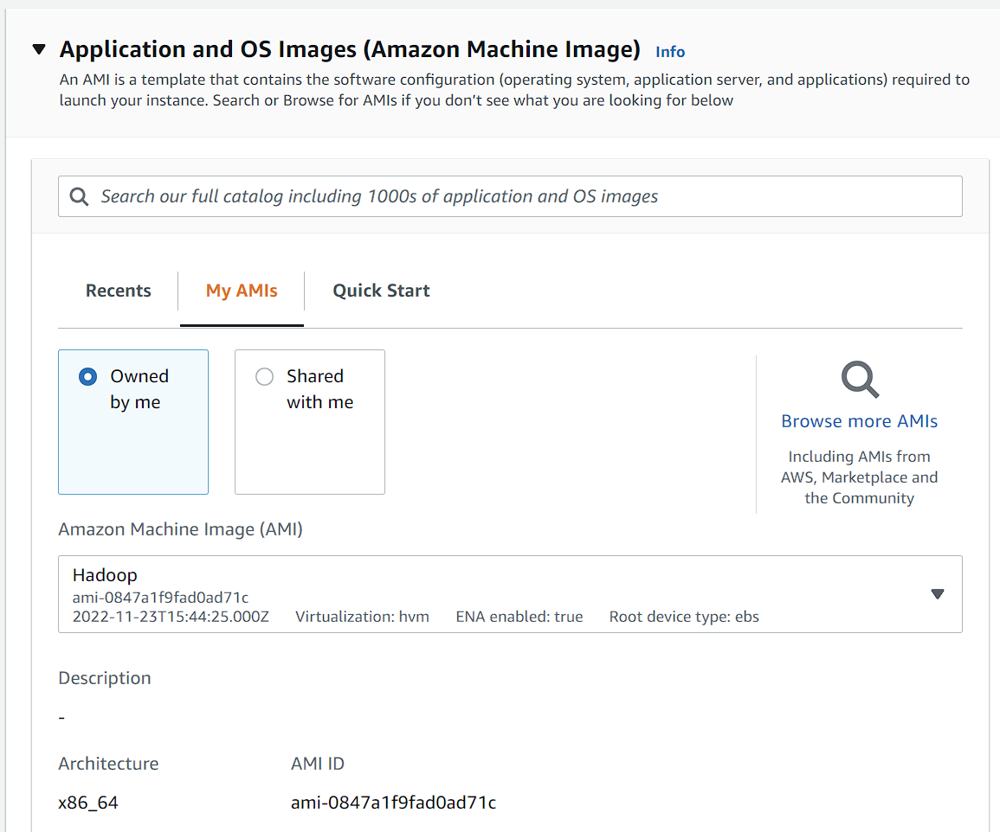 Application and OS Images (Amazon Machine Image) Info
An AMI is a template that contains the software configuration (operating system, application server, and applications) required to
launch your instance. Search or Browse for AMIs if you don’t see what you are looking for below
Search our full catalog including 1000s of application and OS images
Recents My AMIs Quick Start
Owned
by me
Shared
with me
Browse more AMIs
Including AMIs from
AWS, Marketplace and
the Community
Amazon Machine Image (AMI)
Hadoop
ami-0847a1f9fad0ad71c
2022-11-23T15:44:25.000Z Virtualization: hvm ENA enabled: true Root device type: ebs
Description
-
Architecture AMI ID
x86_64 ami-0847a1f9fad0ad71c